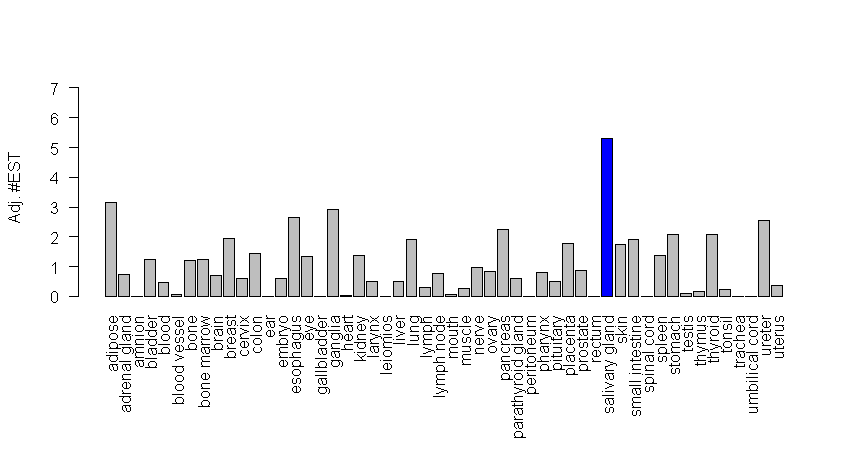 Adj. #EST
7
6
5
4
3
2
1
0
adipose
adrenal gland
amnion
bladder
blood
blood vessel
bone
bone marrow
brain
breast
cervix
colon
ear
embryo
esophagus
eye
gallbladder
ganglia
heart
kidney
larynx
leiomios
liver
lung
lymph
lymph node
mouth
muscle
nerve
ovary
pancreas
parathyroid gland
peritoneum
pharynx
pituitary
placenta
prostate
rectum
salivary gland
skin
small intestine
spinal cord
spleen
stomach
testis
thymus
thyroid
tonsil
trachea
umbilical cord
ureter
uterus